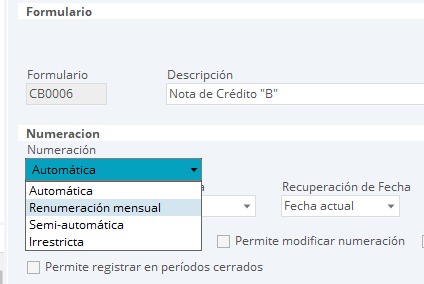 Formulario
Formulario
Descripción
CB0006
Nota de Crédito "B"
Numeracion
Numeración
Automática
Recuperación de Fecha
Automática
Renumeración mensual
Fecha actual
Semi-automática
Irrestricta
Permite modificar numeración
Permite registrar en períodos cerrados